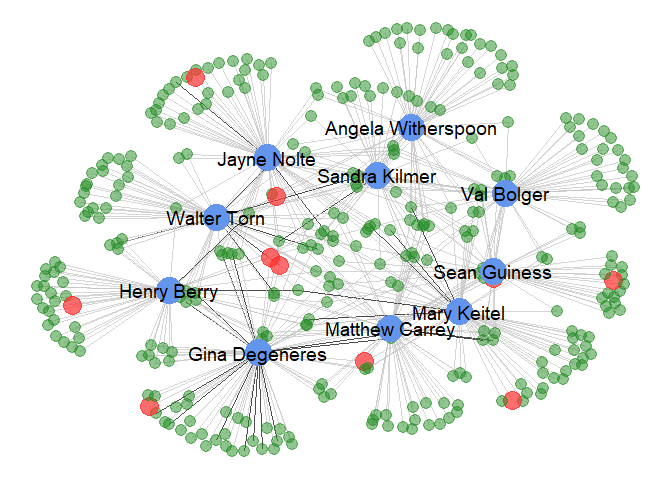 Angela Witherspoon
Jayne Nolte
Sandra Kilmer
Val Bolger
Walter Torn
Sean Guiness
Henry Berry
Mary Keitel
Matthew Carrey
Gina Degeneres